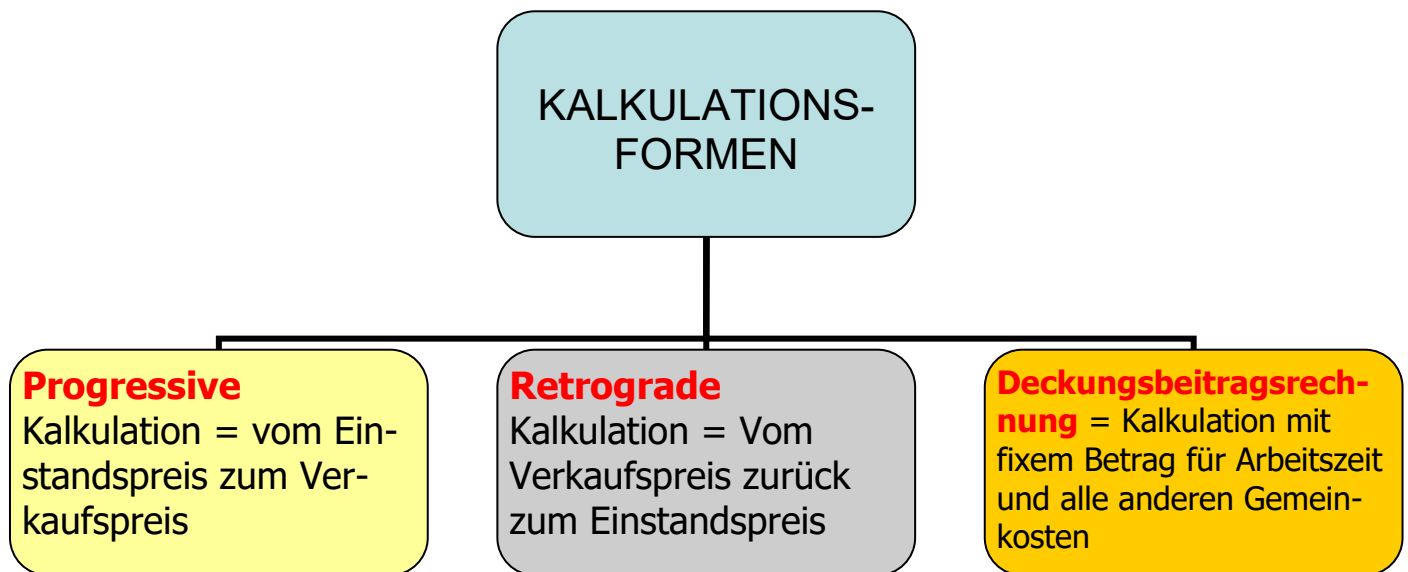 KALKULATIONS-
FORMEN
Progressive
Kalkulation = vom Ein-
standspreis zum Ver-
kaufspreis
Retrograde
Kalkulation = Vom
Verkaufspreis zurück
zum Einstandspreis
Deckungsbeitragsrech-
nung = Kalkulation mit
fixem Betrag für Arbeitszeit
und alle anderen Gemein-
kosten